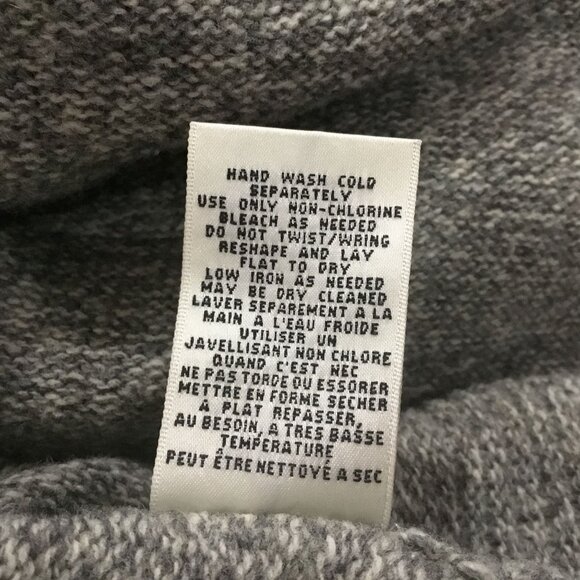 HAND WASH COLD
SEPARATELY
USE ONLY NON-CHLORINE
BLEACH AS NEEDED
DO NOT TWIST/WRING
RESHAPE AND LAY
FLAT TO DRY
LOW IRON AS NEEDED
MAY BE DRY CLEANED
LAVER SEPAREMENT A LA
MAIN A L'EAU FROIDE
UTILISER UN
JAVELLISANT NON CHLORE
QUAND C'EST NEC
NE PAS TORDE OU ESSORER
METTRE EN FORME SECHER
À PLAT REPASSER,
AU BESOIN, A TRES BASSE
TEMPÉRATURE
PEUT ÊTRE NETTOYÉ A SEC